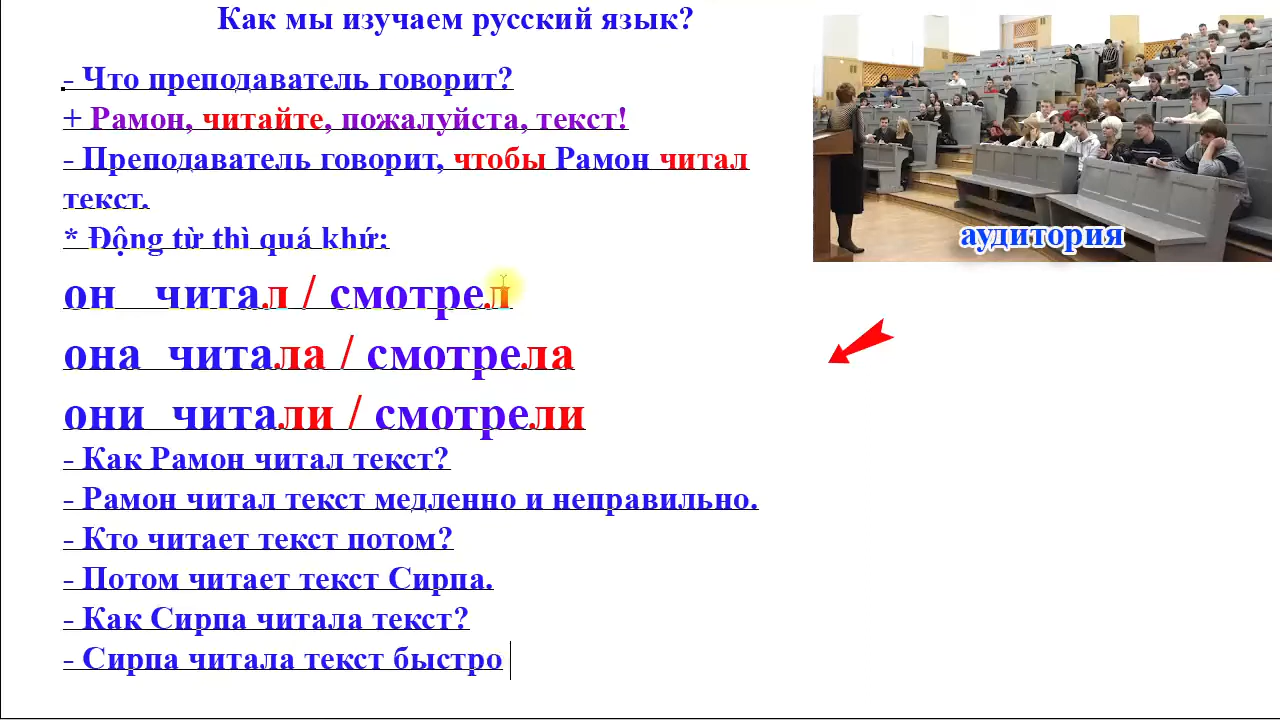 Как мы изучаем русский язык?
- Что преподаватель говорит?
+ Рамон, читайте, пожалуйста, текст!
- Преподаватель говорит, чтобы Рамон читал
текст.
* Động từ thì quá khứ:
он читал / смотрел
она читала / смотрела
они читали / смотрели
- Как Рамон читал текст?
- Рамон читал текст медленно и неправильно.
- Кто читает текст потом?
- Потом читает текст Сирпа.
- Как Сирпа читала текст?
- Сирпа читала текст быстро
аудитория